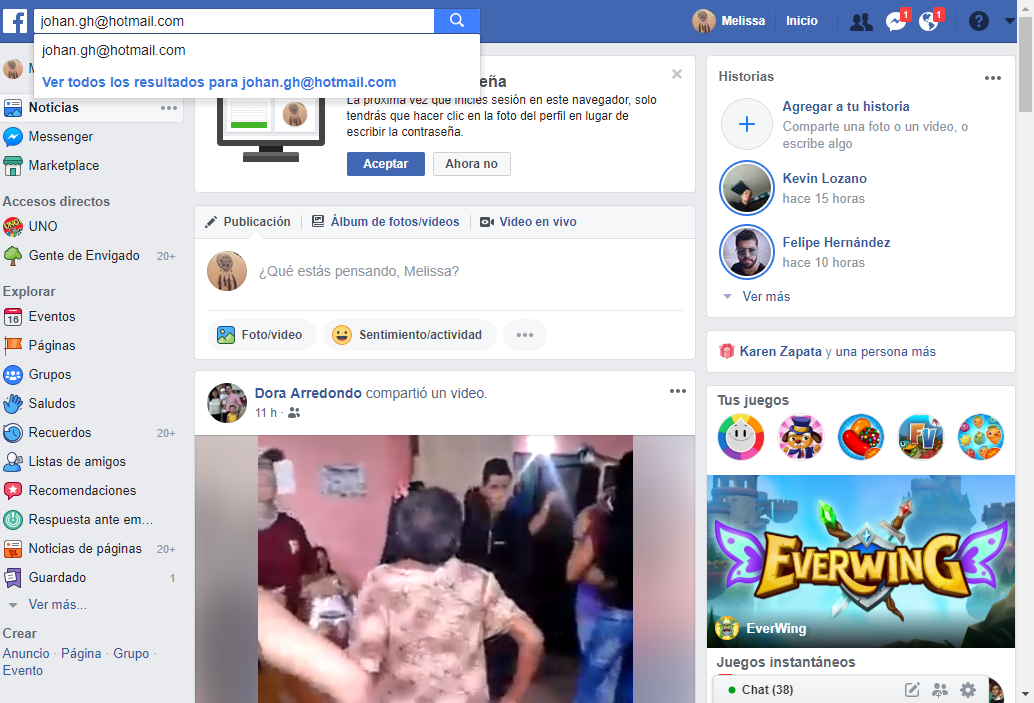 johan.gh@hotmail.com
Melissa
Inicio
1
1
johan.gh@hotmail.com
Ver todos los resultados para johan.gh@hotmail.com
Noticias
Messenger
Marketplace
Accesos directos
UNO
Gente de Envigado 20+
Explorar
Eventos
16
Páginas
Grupos
Saludos
Recuerdos 20+
Listas de amigos
Recomendaciones
Respuesta ante em...
Noticias de páginas 20+
Guardado 1
Ver más...
Crear
Anuncio · Página · Grupo ·
Evento
La próxima vez que inicies sesión en este navegador, solo
tendrás que hacer clic en la foto del perfil en lugar de
escribir la contraseña.
Aceptar
Ahora no
Publicación
Álbum de fotos/videos
Video en vivo
¿Qué estás pensando, Melissa?
Foto/video
Sentimiento/actividad
Dora Arredondo compartió un video.
11 h ·
Historias
Agregar a tu historia
Comparte una foto o un video, o
escribe algo
Kevin Lozano
hace 15 horas
Felipe Hernández
hace 10 horas
Ver más
Karen Zapata y una persona más
Tus juegos
FV
EVERWING
EverWing
Juegos instantáneos
Chat (38)